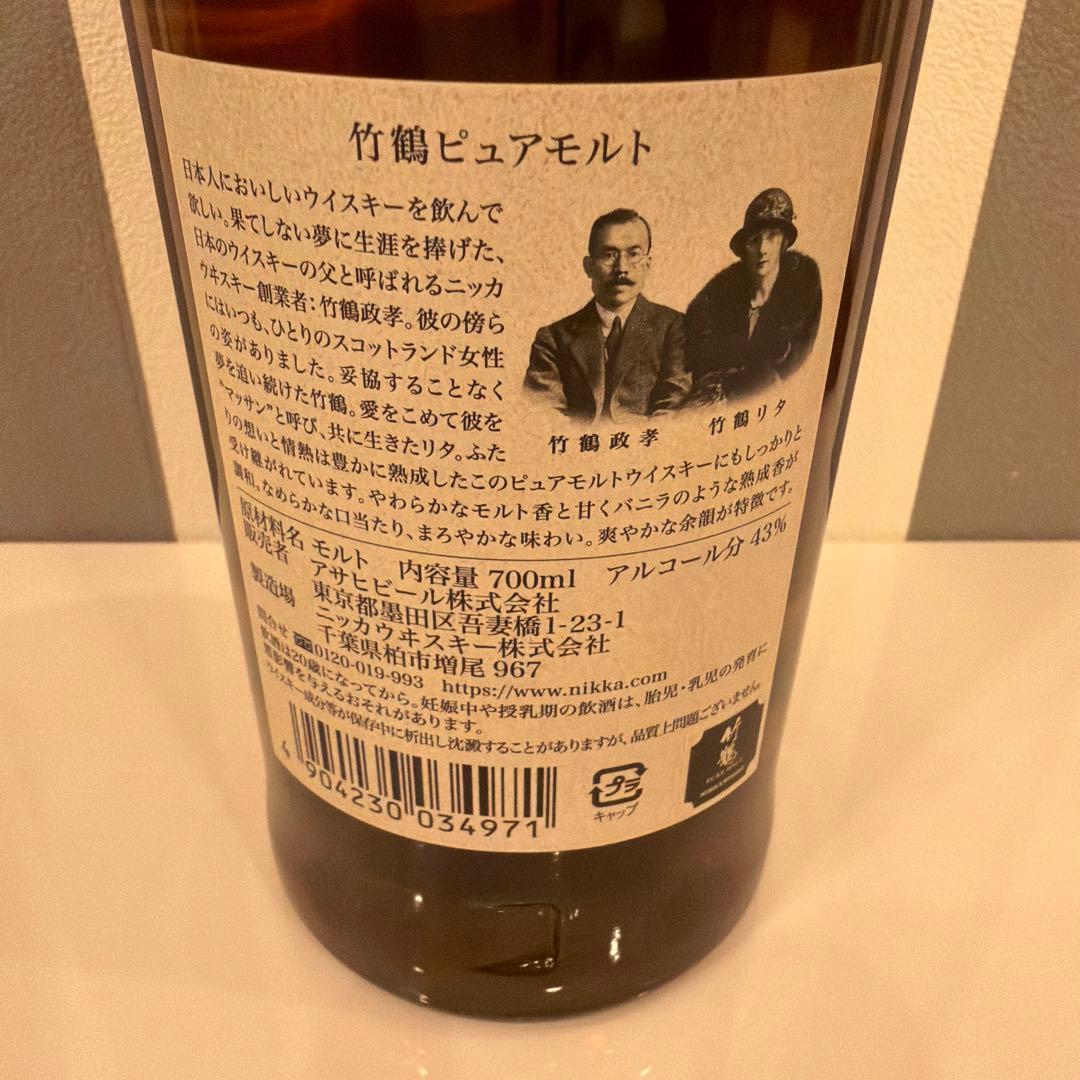 竹鶴ピュアモルト
日本人においしいウイスキーを飲んで
欲しい。果てしない夢に生涯を捧げた、
日本のウイスキーの父と呼ばれるニッカ
ウヰスキー創業者：竹鶴政孝。彼の傍ら
にはいつも、ひとりのスコットランド女性
の姿がありました。妥協することなく
夢を追い続けた竹鶴。愛をこめて彼を
“マッサン”と呼び、共に生きたリタ。ふた
りの想いと情熱は豊かに熟成したこのピュアモルトウイスキーにもしっかりと
受け継がれています。やわらかなモルト香と甘くバニラのような熟成香が
調和。なめらかな口当たり、まろやかな味わい。爽やかな余韻が特徴です。
竹鶴政孝
竹鶴リタ
原材料名 モルト 内容量 700ml アルコール分 43%
販売者 アサヒビール株式会社
東京都墨田区吾妻橋1-23-1
製造場 ニッカウヰスキー株式会社
千葉県柏市増尾 967
問合せ 0120-019-993 https://www.nikka.com
飲酒は20歳になってから。妊娠中や授乳期の飲酒は、胎児・乳児の発育に
悪影響を与えるおそれがあります。
ウイスキー成分等が保存中に析出し沈澱することがありますが、品質上問題ございません。
4 904230 034971
プラ
キャップ
竹鶴
PURE MALT